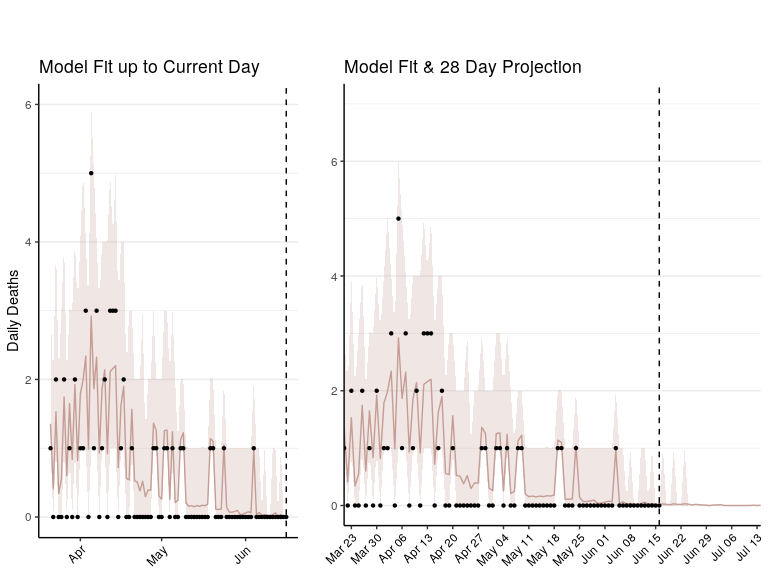 Model Fit up to Current Day
Model Fit & 28 Day Projection
Daily Deaths
6
4
2
0
Apr
May
Jun
6
4
2
0
Mar 23
Mar 30
Apr 06
Apr 13
Apr 20
Apr 27
May 04
May 11
May 18
May 25
Jun 01
Jun 08
Jun 15
Jun 22
Jun 29
Jul 06
Jul 13